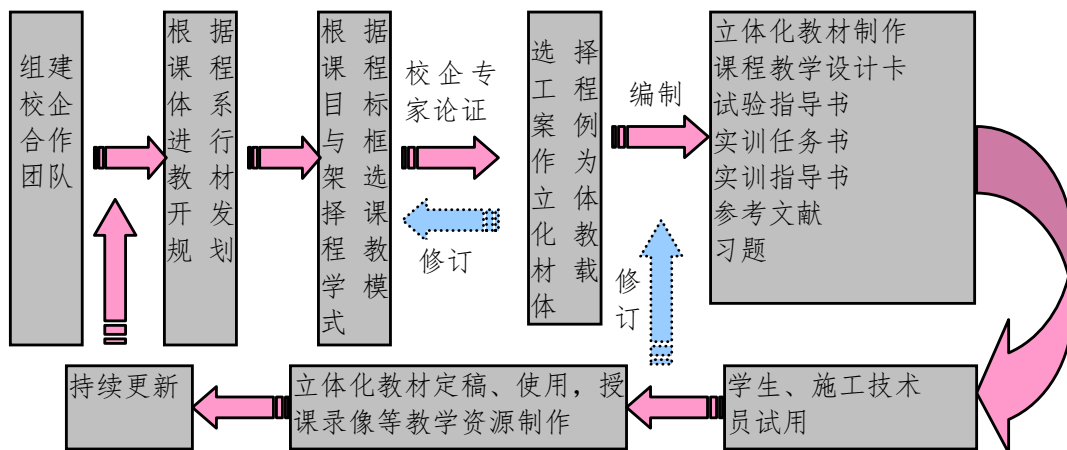 组建
校企
合作
团队
根据
课程
体系
进行
教材
开发
规划
根据
课程
目标
与框
架选
择课
程教
学模
式
校企专
家论证
修订
选择
工程
案例
作为
立体
化教
材载
体
编制
修
订
立体化教材制作
课程教学设计卡
试验指导书
实训任务书
实训指导书
参考文献
习题
学生、施工技术
员试用
立体化教材定稿、使用，授
课录像等教学资源制作
持续更新